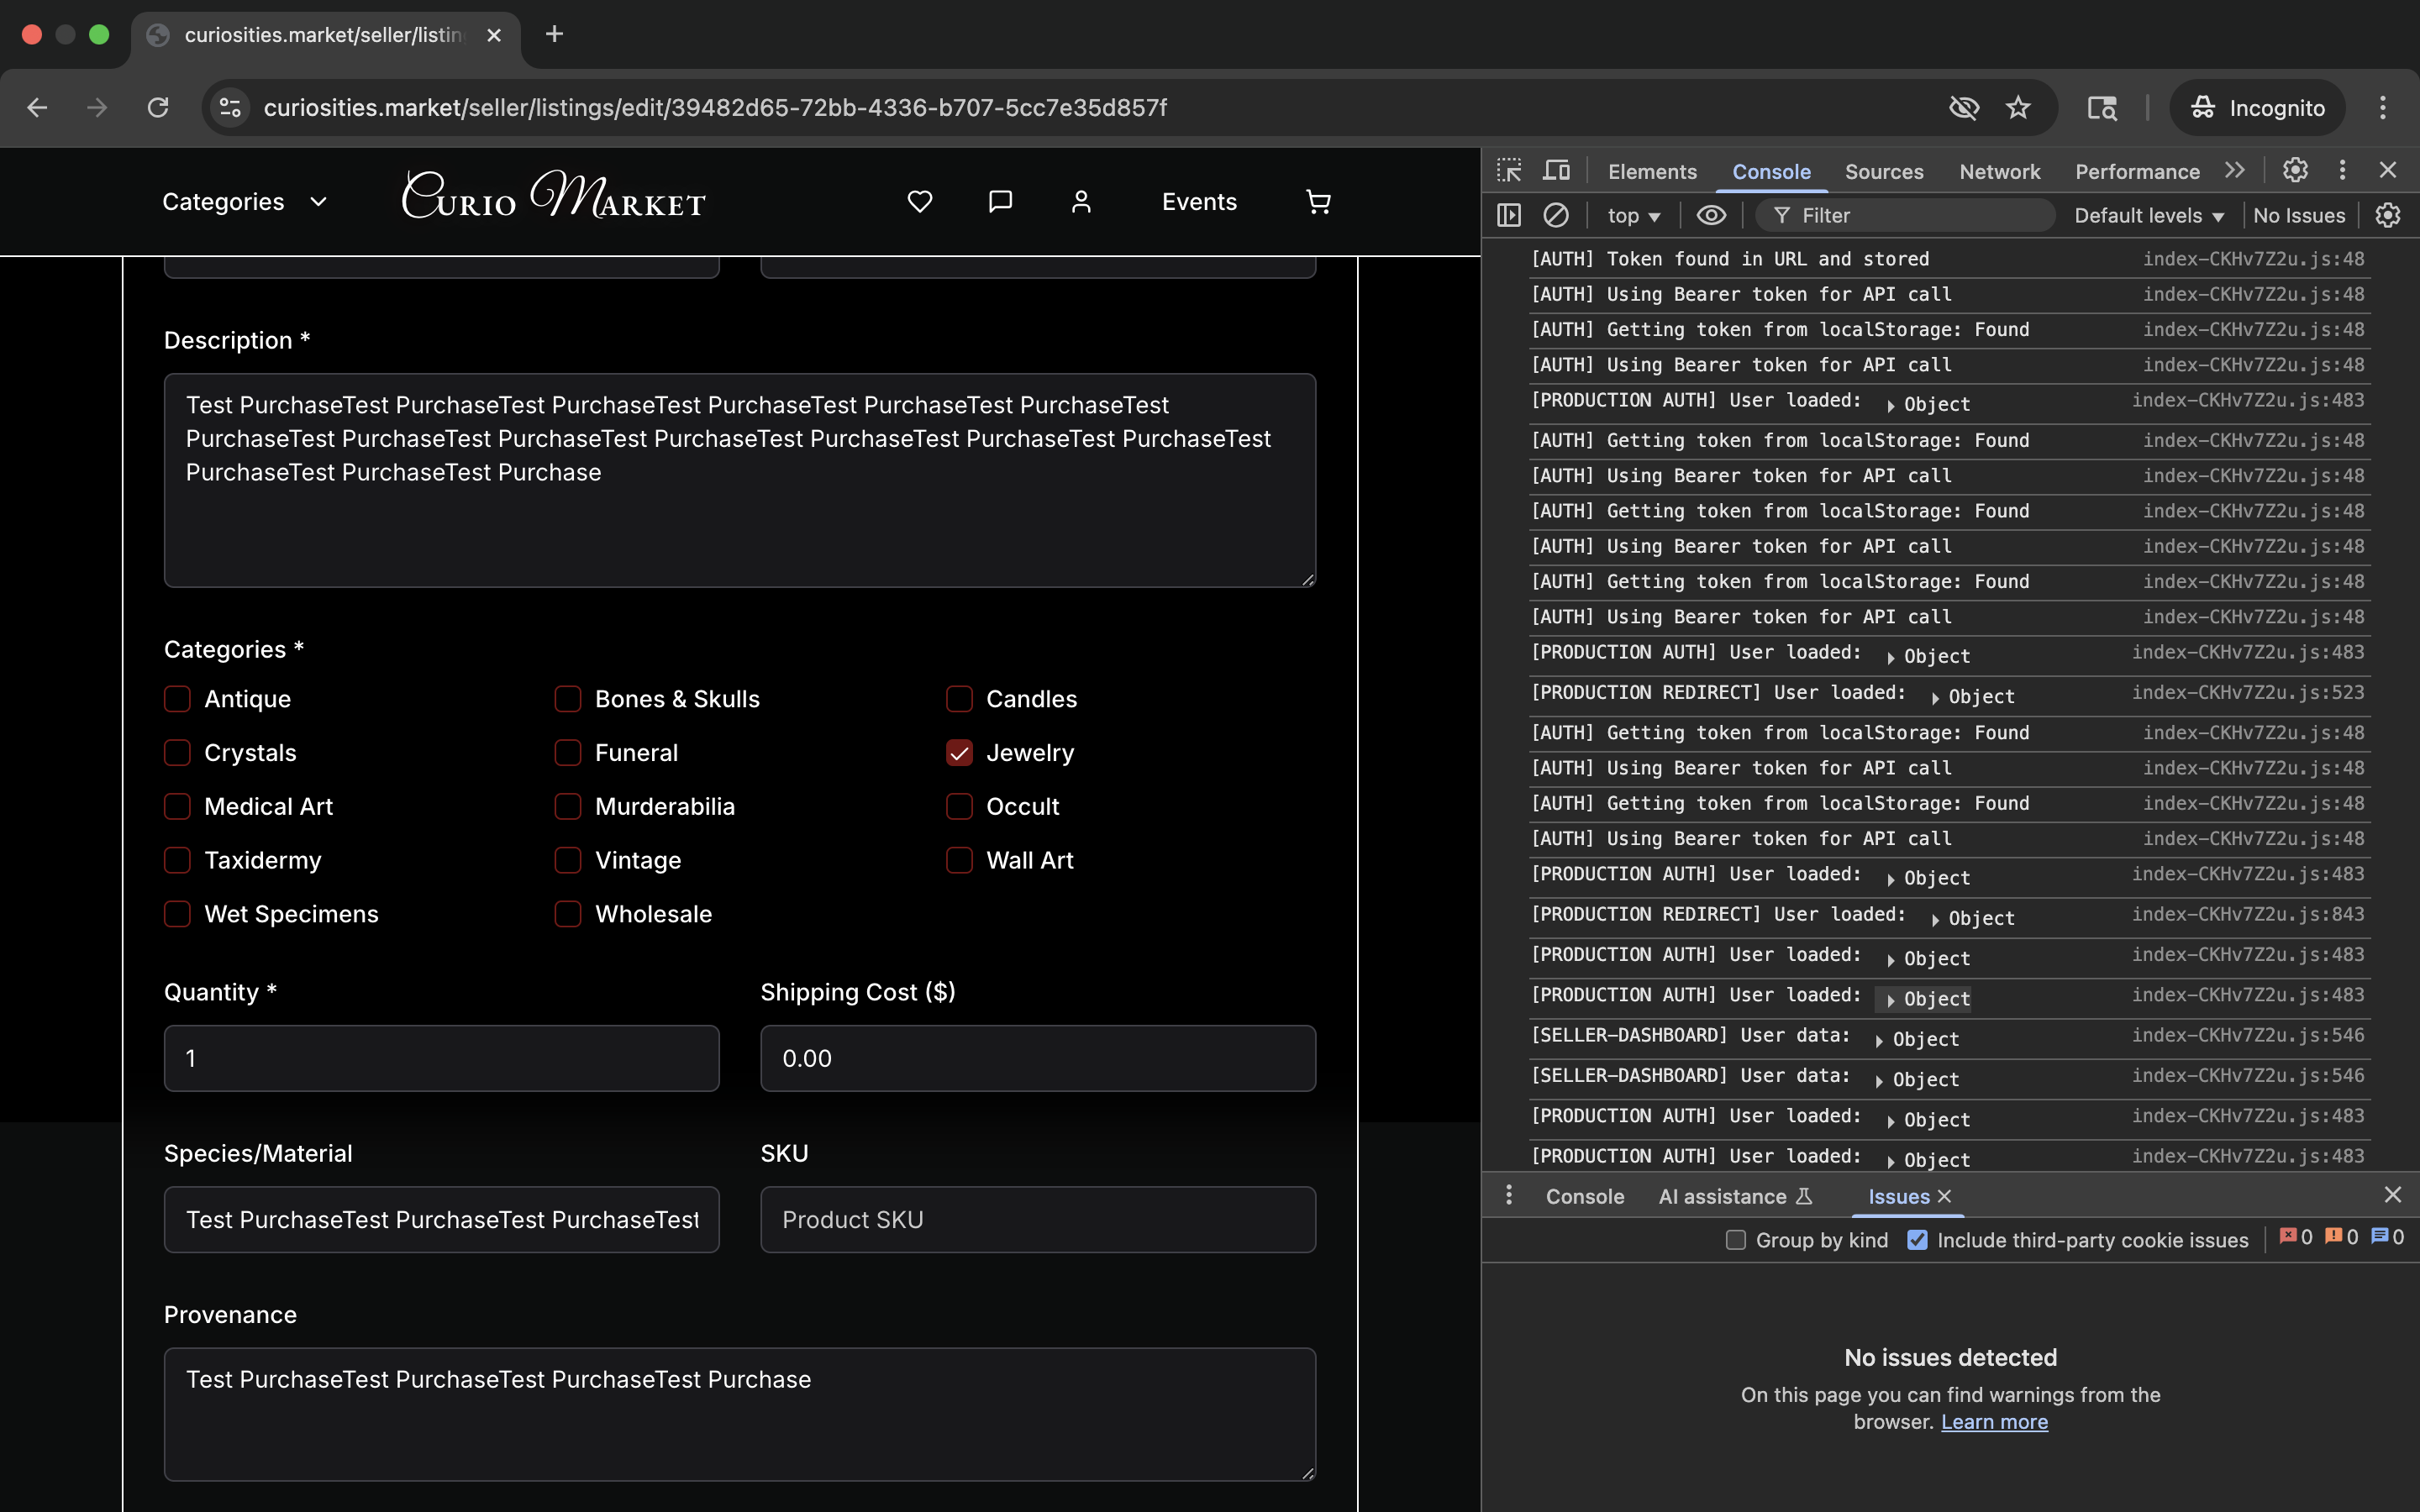 curiosities.market/seller/listin
curiosities.market/seller/listings/edit/39482d65-72bb-4336-b707-5cc7e35d857f
Incognito
Categories
Curio Market
Events
Description *
Test PurchaseTest PurchaseTest PurchaseTest PurchaseTest PurchaseTest PurchaseTest
PurchaseTest PurchaseTest PurchaseTest PurchaseTest PurchaseTest PurchaseTest PurchaseTest
PurchaseTest PurchaseTest Purchase
Categories *
Antique
Bones & Skulls
Candles
Crystals
Funeral
Jewelry
Medical Art
Murderabilia
Occult
Taxidermy
Vintage
Wall Art
Wet Specimens
Wholesale
Quantity *
Shipping Cost ($)
1
0.00
Species/Material
SKU
Test PurchaseTest PurchaseTest PurchaseTest
Product SKU
Provenance
Test PurchaseTest PurchaseTest PurchaseTest Purchase
Elements Console Sources Network Performance
top Filter Default levels No Issues
[AUTH] Token found in URL and stored index-CKHv7Z2u.js:48
[AUTH] Using Bearer token for API call index-CKHv7Z2u.js:48
[AUTH] Getting token from localStorage: Found index-CKHv7Z2u.js:48
[AUTH] Using Bearer token for API call index-CKHv7Z2u.js:48
[PRODUCTION AUTH] User loaded: Object index-CKHv7Z2u.js:483
[AUTH] Getting token from localStorage: Found index-CKHv7Z2u.js:48
[AUTH] Using Bearer token for API call index-CKHv7Z2u.js:48
[AUTH] Getting token from localStorage: Found index-CKHv7Z2u.js:48
[AUTH] Using Bearer token for API call index-CKHv7Z2u.js:48
[AUTH] Getting token from localStorage: Found index-CKHv7Z2u.js:48
[AUTH] Using Bearer token for API call index-CKHv7Z2u.js:48
[PRODUCTION AUTH] User loaded: Object index-CKHv7Z2u.js:483
[PRODUCTION REDIRECT] User loaded: Object index-CKHv7Z2u.js:523
[AUTH] Getting token from localStorage: Found index-CKHv7Z2u.js:48
[AUTH] Using Bearer token for API call index-CKHv7Z2u.js:48
[AUTH] Getting token from localStorage: Found index-CKHv7Z2u.js:48
[AUTH] Using Bearer token for API call index-CKHv7Z2u.js:48
[PRODUCTION AUTH] User loaded: Object index-CKHv7Z2u.js:483
[PRODUCTION REDIRECT] User loaded: Object index-CKHv7Z2u.js:843
[PRODUCTION AUTH] User loaded: Object index-CKHv7Z2u.js:483
[PRODUCTION AUTH] User loaded: Object index-CKHv7Z2u.js:483
[SELLER-DASHBOARD] User data: Object index-CKHv7Z2u.js:546
[SELLER-DASHBOARD] User data: Object index-CKHv7Z2u.js:546
[PRODUCTION AUTH] User loaded: Object index-CKHv7Z2u.js:483
[PRODUCTION AUTH] User loaded: Object index-CKHv7Z2u.js:483
Console AI assistance Issues
Group by kind Include third-party cookie issues 0 0 0
No issues detected
On this page you can find warnings from the
browser. Learn more